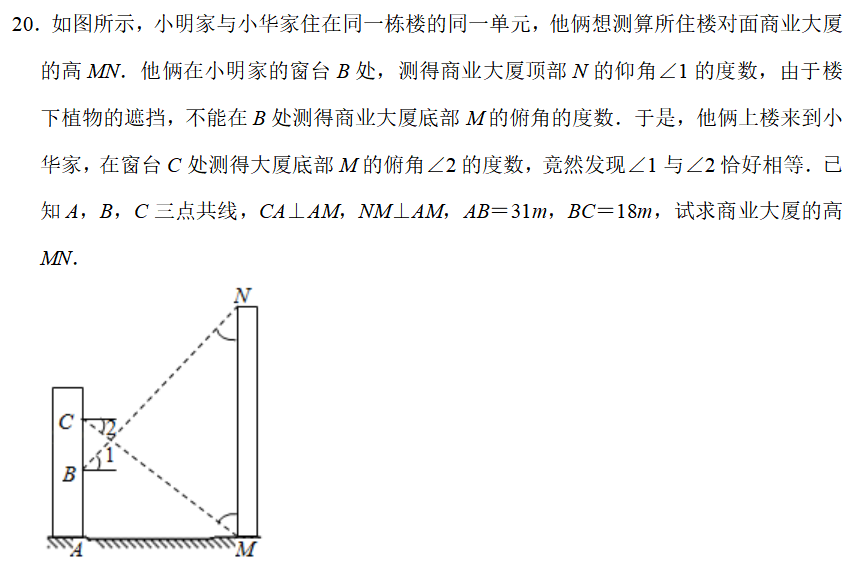 20．如图所示，小明家与小华家住在同一栋楼的同一单元，他俩想测算所住楼对面商业大厦
的高 MN．他俩在小明家的窗台 B 处，测得商业大厦顶部 N 的仰角∠1 的度数，由于楼
下植物的遮挡，不能在 B 处测得商业大厦底部 M 的俯角的度数．于是，他俩上楼来到小
华家，在窗台 C 处测得大厦底部 M 的俯角∠2 的度数，竟然发现∠1 与∠2 恰好相等．已
知 A，B，C 三点共线，CA⊥AM，NM⊥AM，AB＝31m，BC＝18m，试求商业大厦的高
MN．
N
C
2
1
B
A
M